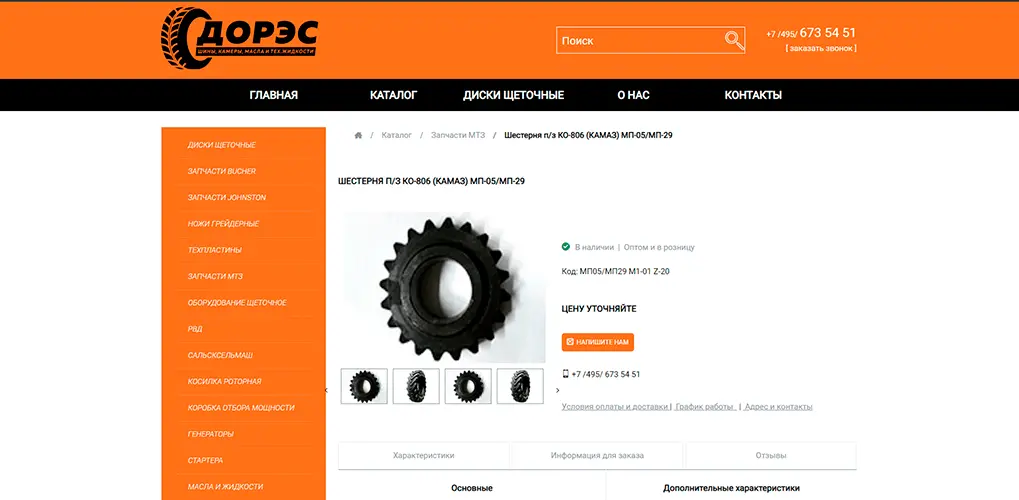 ДОРЭС
ШИНЫ, КАМЕРЫ, МАСЛА И ТЕХ.ЖИДКОСТИ
Поиск
+7 /495/ 673 54 51
[ заказать звонок ]
ГЛАВНАЯ КАТАЛОГ ДИСКИ ЩЕТОЧНЫЕ О НАС КОНТАКТЫ
ДИСКИ ЩЕТОЧНЫЕ
ЗАПЧАСТИ BUCHER
ЗАПЧАСТИ JOHNSTON
НОЖИ ГРЕЙДЕРНЫЕ
ТЕХПЛАСТИНЫ
ЗАПЧАСТИ МТЗ
ОБОРУДОВАНИЕ ЩЕТОЧНОЕ
РВД
САЛЬСКСЕЛЬМАШ
КОСИЛКА РОТОРНАЯ
КОРОБКА ОТБОРА МОЩНОСТИ
ГЕНЕРАТОРЫ
СТАРТЕРА
МАСЛА И ЖИДКОСТИ
/ Каталог / Запчасти МТЗ / Шестерня п/з КО-806 (КАМАЗ) МП-05/МП-29
ШЕСТЕРНЯ П/З КО-806 (КАМАЗ) МП-05/МП-29
В наличии | Оптом и в розницу
Код: МП05/МП29 М1-01 Z-20
ЦЕНУ УТОЧНЯЙТЕ
НАПИШИТЕ НАМ
+7 /495/ 673 54 51
Условия оплаты и доставки | График работы | Адрес и контакты
Характеристики Информация для заказа Отзывы
Основные Дополнительные характеристики